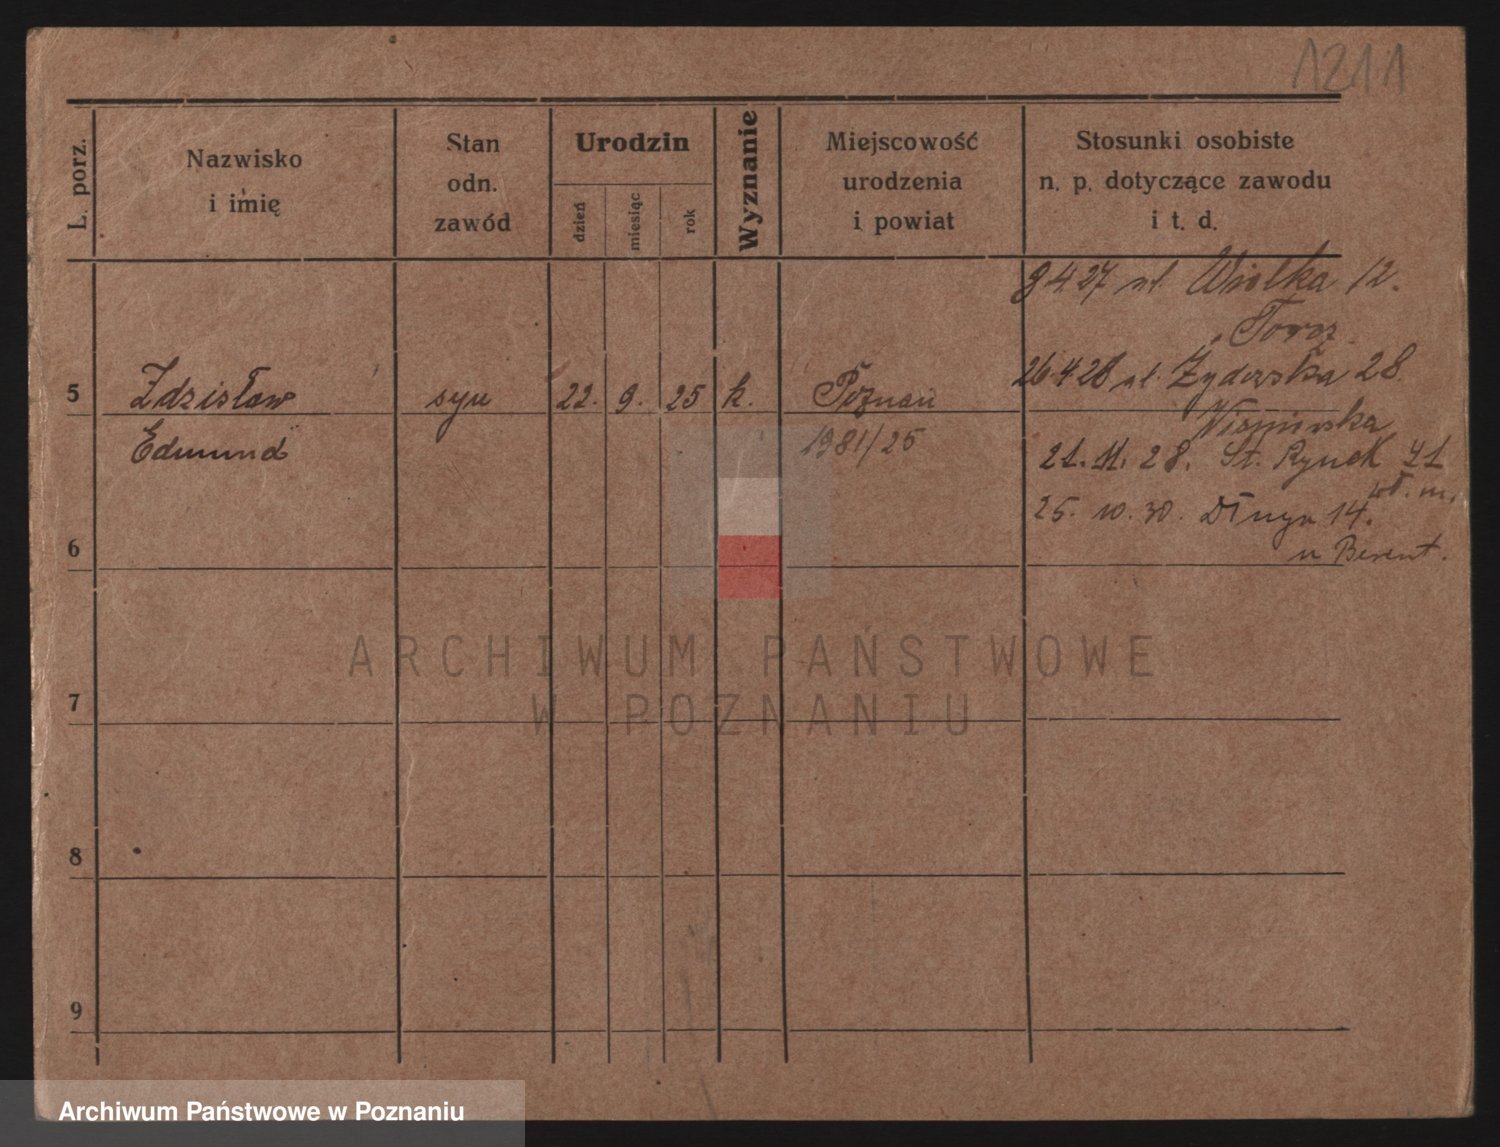 1211
L. porz.
Nazwisko
i imię
Stan
odn.
zawód
Urodzin
dzień
miesiąc
rok
Wyznanie
Miejscowość
urodzenia
i powiat
Stosunki osobiste
n. p. dotyczące zawodu
i t. d.
9 4 27 ul. Wielka 12.
26 4 28 ul. Żydowska 28
5 Zdzisław syn 22. 9. 25 k. Poznań
Edmund 1981/25
21. 11. 28. St. Rynek 41
25. 10. 30. Długa 14.
u Berent.
6
7
8
9
ARCHIWUM PAŃSTWOWE
W POZNANIU
Archiwum Państwowe w Poznaniu